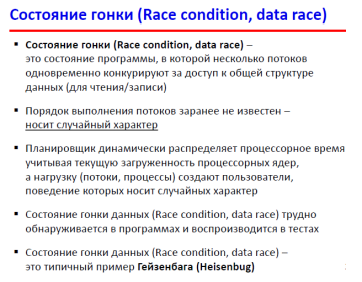 Состояние гонки (Race condition, data race)
▪ Состояние гонки (Race condition, data race) –
это состояние программы, в которой несколько потоков
одновременно конкурируют за доступ к общей структуре
данных (для чтения/записи)
▪ Порядок выполнения потоков заранее не известен –
носит случайный характер
▪ Планировщик динамически распределяет процессорное время
учитывая текущую загруженность процессорных ядер,
а нагрузку (потоки, процессы) создают пользователи,
поведение которых носит случайных характер
▪ Состояние гонки данных (Race condition, data race) трудно
обнаруживается в программах и воспроизводится в тестах
▪ Состояние гонки данных (Race condition, data race) –
это типичный пример Гейзенбага (Heisenbug)